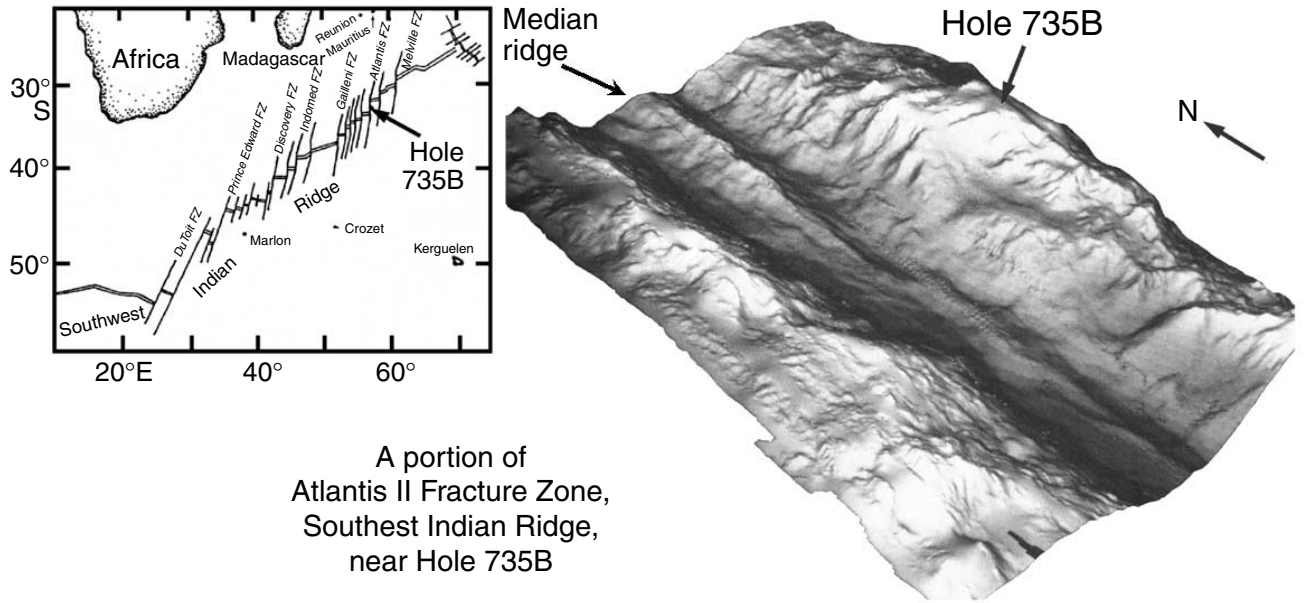 Africa
Madagascar
Reunion
Mauritius
Atlantis FZ
Melville FZ
Gailleni FZ
Indomed FZ
Discovery FZ
Prince Edward FZ
DuToit FZ
30°
S
40°
50°
Hole
735B
Ridge
Indian
Southwest
Marlon
Crozet
Kerguelen
20°E
40°
60°
Median
ridge
Hole 735B
N
A portion of
Atlantis II Fracture Zone,
Southest Indian Ridge,
near Hole 735B